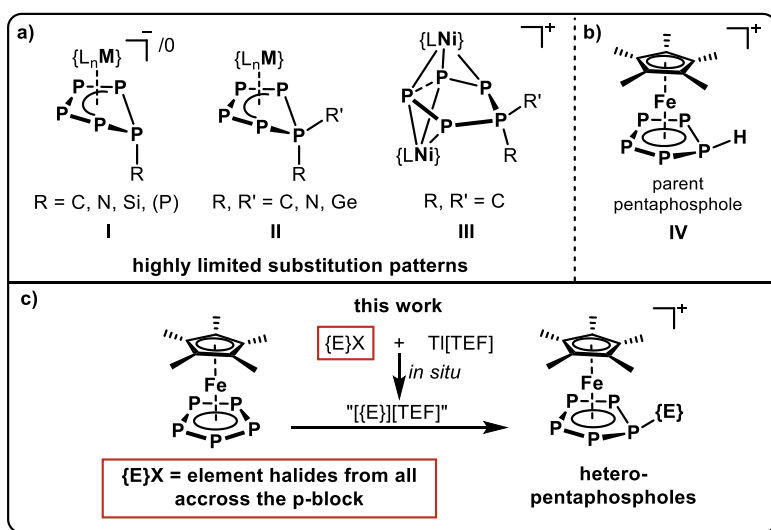 a)
{LₙM} ⁻/0
P P P P P
R
R = C, N, Si, (P)
I
{LₙM}
P P P P P
R'
R
R, R' = C, N, Ge
II
{LNi} +
P P P P P
R'
R
{LNi}
R, R' = C
III
highly limited substitution patterns
b)
+
Fe
P P P P P H
parent
pentaphosphole
IV
c)
this work
{E}X + Tl[TEF]
in situ
"[{E}][TEF]"
Fe
P P P P P
+
Fe
P P P P P {E}
{E}X = element halides from all
accross the p-block
hetero-
pentaphospholes